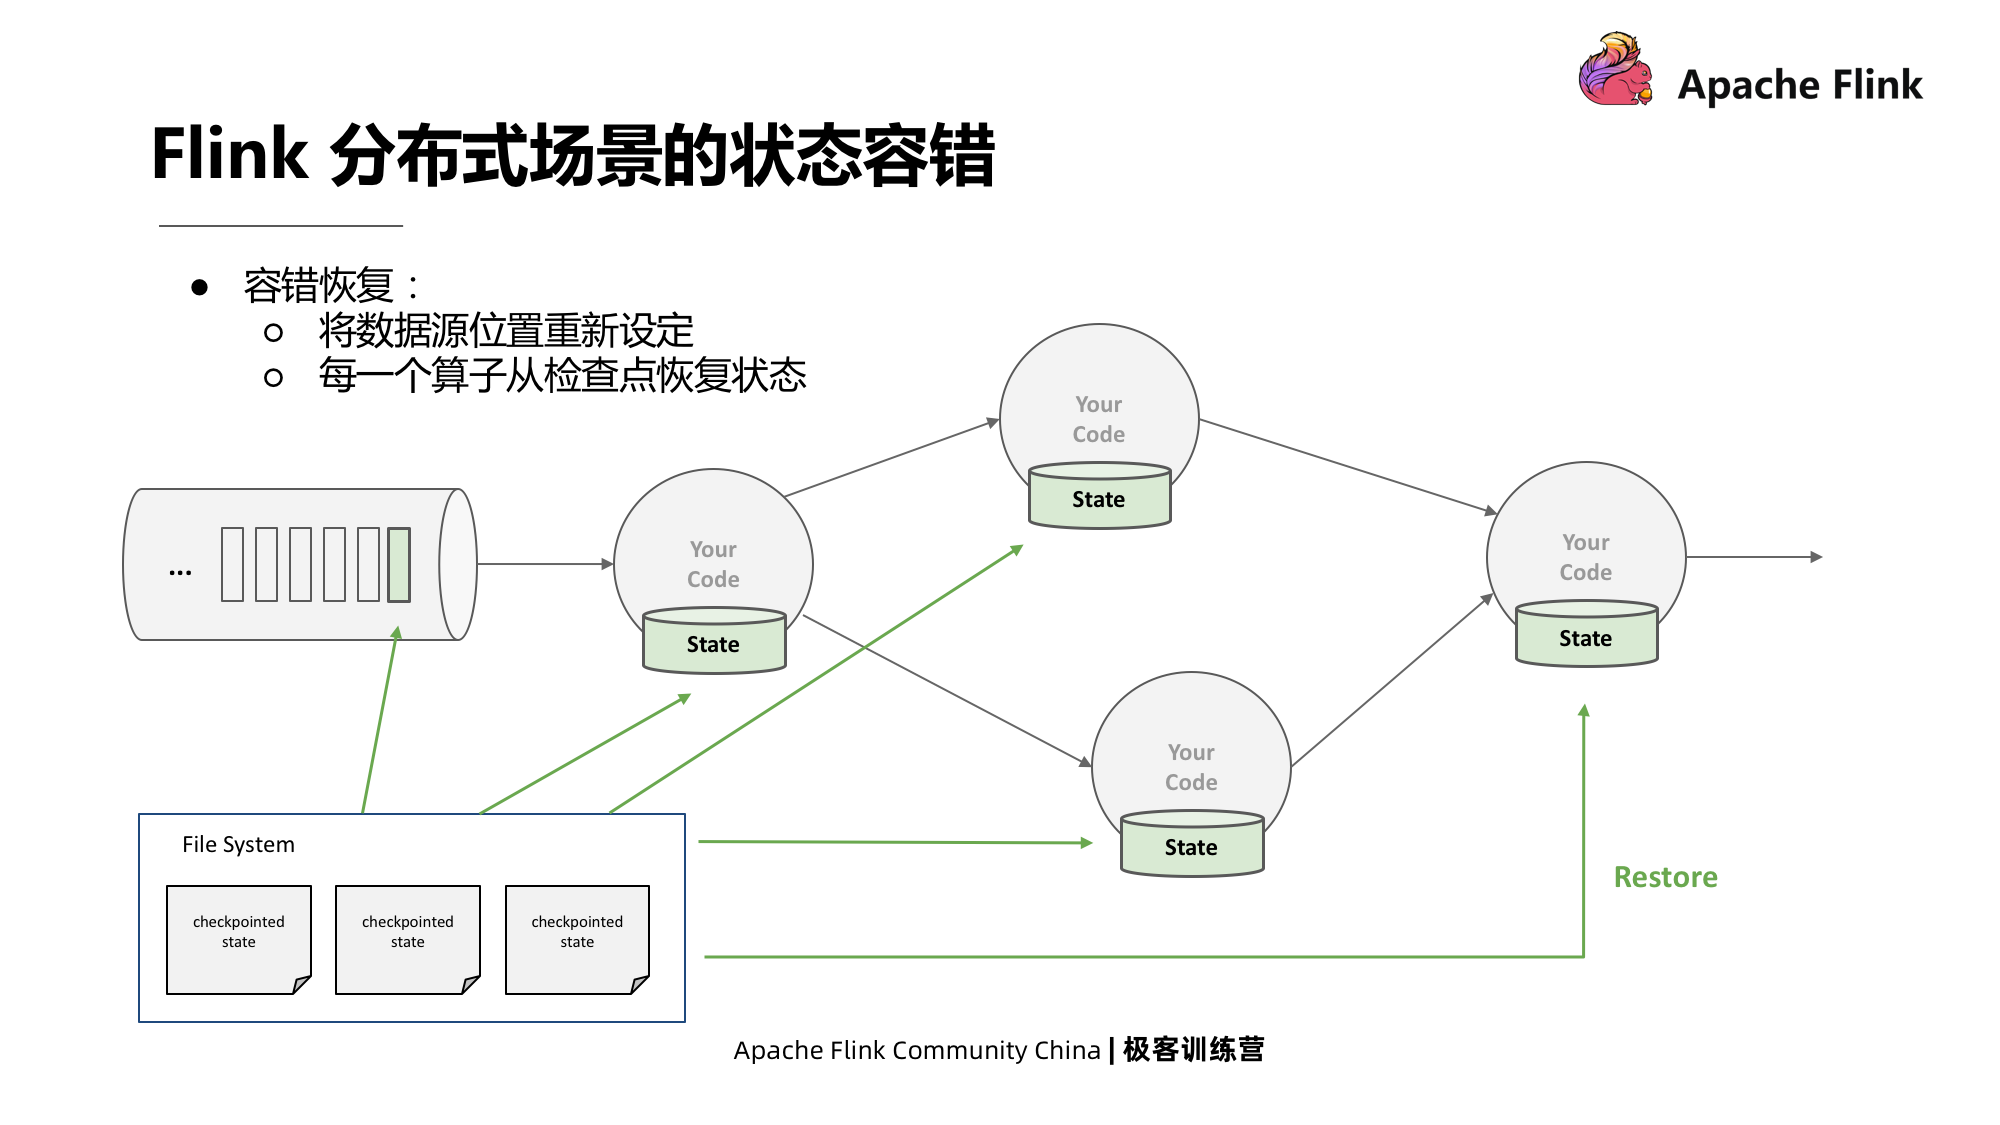 Apache Flink
Flink 分布式场景的状态容错
● 容错恢复：
○ 将数据源位置重新设定
○ 每一个算子从检查点恢复状态
Your
Code
State
...
Your
Code
State
Your
Code
State
Your
Code
State
File System
checkpointed
state
checkpointed
state
checkpointed
state
Restore
Apache Flink Community China | 极客训练营